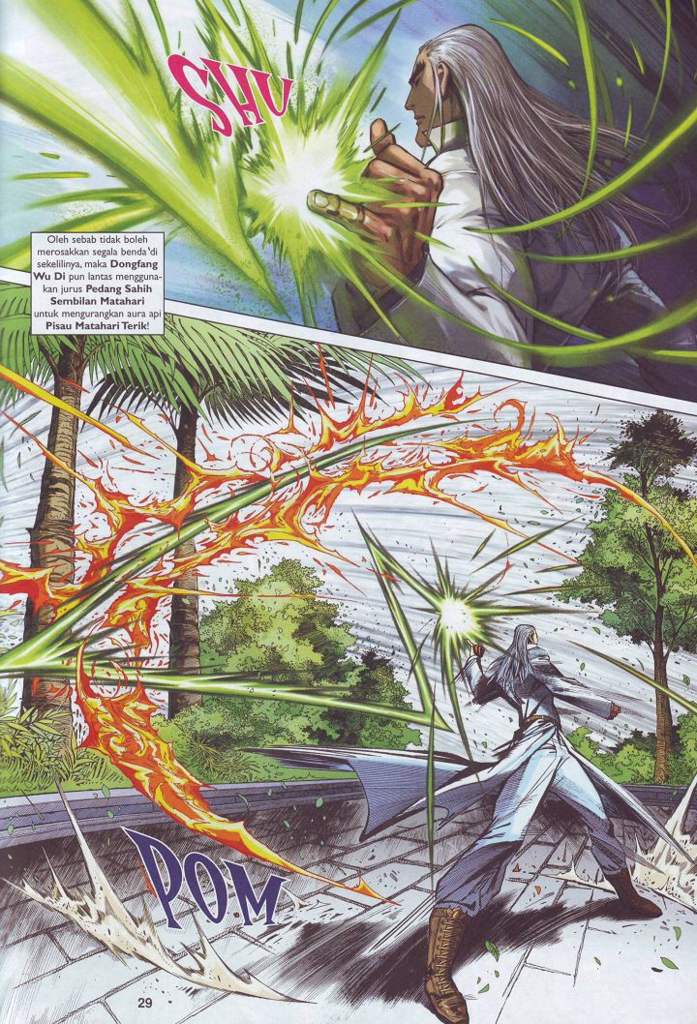 SHU
Oleh sebab tidak boleh
merosakkan segala benda di
sekelilinya, maka Dongfang
Wu Di pun lantas mengguna-
kan jurus Pedang Sahih
Sembilan Matahari
untuk mengurangkan aura api
Pisau Matahari Terik!
POM
29